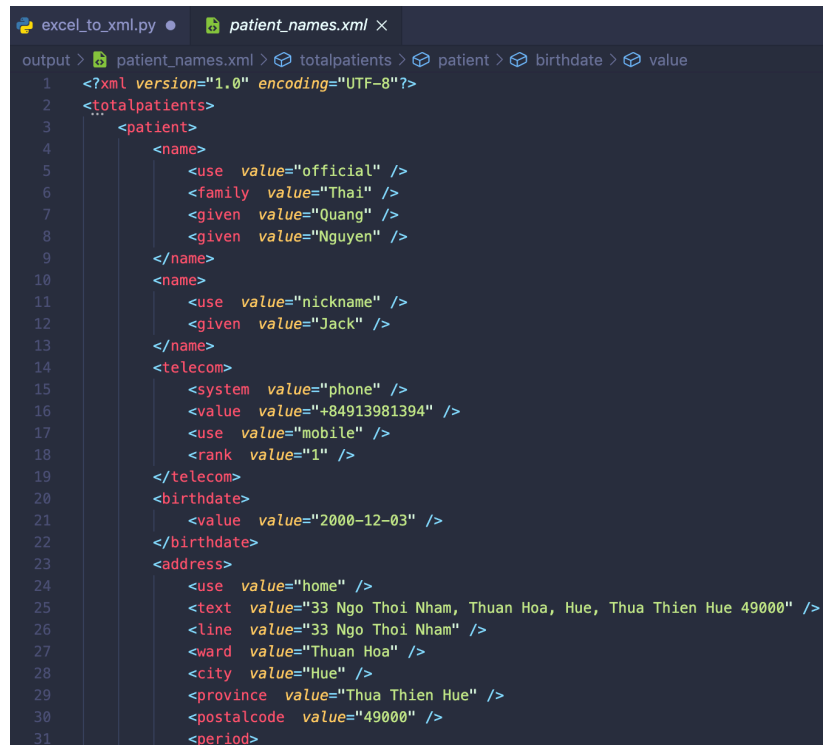 excel_to_xml.py ● patient_names.xml ×
output > patient_names.xml > totalpatients > patient > birthdate > value
1 <?xml version="1.0" encoding="UTF-8"?>
2 <totalpatients>
3 <patient>
4 <name>
5 <use  value="official" />
6 <family  value="Thai" />
7 <given  value="Quang" />
8 <given  value="Nguyen" />
9 </name>
10 <name>
11 <use  value="nickname" />
12 <given  value="Jack" />
13 </name>
14 <telecom>
15 <system  value="phone" />
16 <value  value="+84913981394" />
17 <use  value="mobile" />
18 <rank  value="1" />
19 </telecom>
20 <birthdate>
21 <value  value="2000-12-03" />
22 </birthdate>
23 <address>
24 <use  value="home" />
25 <text  value="33 Ngo Thoi Nham, Thuan Hoa, Hue, Thua Thien Hue 49000" />
26 <line  value="33 Ngo Thoi Nham" />
27 <ward  value="Thuan Hoa" />
28 <city  value="Hue" />
29 <province  value="Thua Thien Hue" />
30 <postalcode  value="49000" />
31 <period>